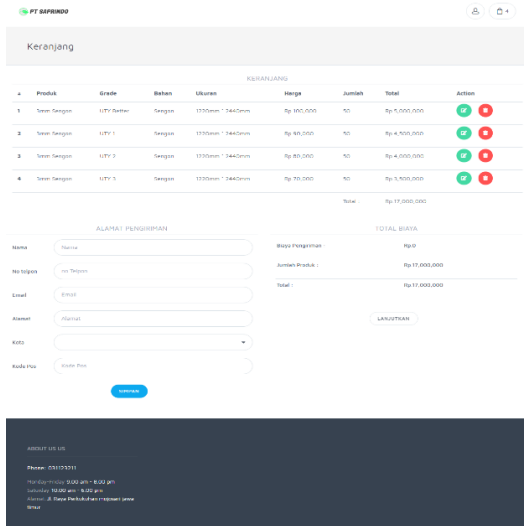 PT SAFRINDO
4
Keranjang
KERANJANG
# Produk Grade Bahan Ukuran Harga Jumlah Total Action
1 3mm Sengon UTY Better Sengon 1220mm * 2440mm Rp 100,000 50 Rp 5,000,000
2 3mm Sengon UTY 1 Sengon 1220mm * 2440mm Rp 90,000 50 Rp 4,500,000
3 3mm Sengon UTY 2 Sengon 1220mm * 2440mm Rp 80,000 50 Rp 4,000,000
4 3mm Sengon UTY 3 Sengon 1220mm * 2440mm Rp 70,000 50 Rp 3,500,000
Total : Rp.17,000,000
ALAMAT PENGIRIMAN
Nama Nama
No telpon no Telpon
Email Email
Alamat Alamat
Kota
Kode Pos Kode Pos
SIMPAN
TOTAL BIAYA
Biaya Pengiriman : Rp.0
Jumlah Produk : Rp 17,000,000
Total : Rp.17,000,000
LANJUTKAN
ABOUT US US
Phone: 031123211
Monday-Friday 9.00 am - 8.00 pm
Saturday 10.00 am - 6.00 pm
Alamat Jl. Raya Perkukuhan mojosari jawa
timur